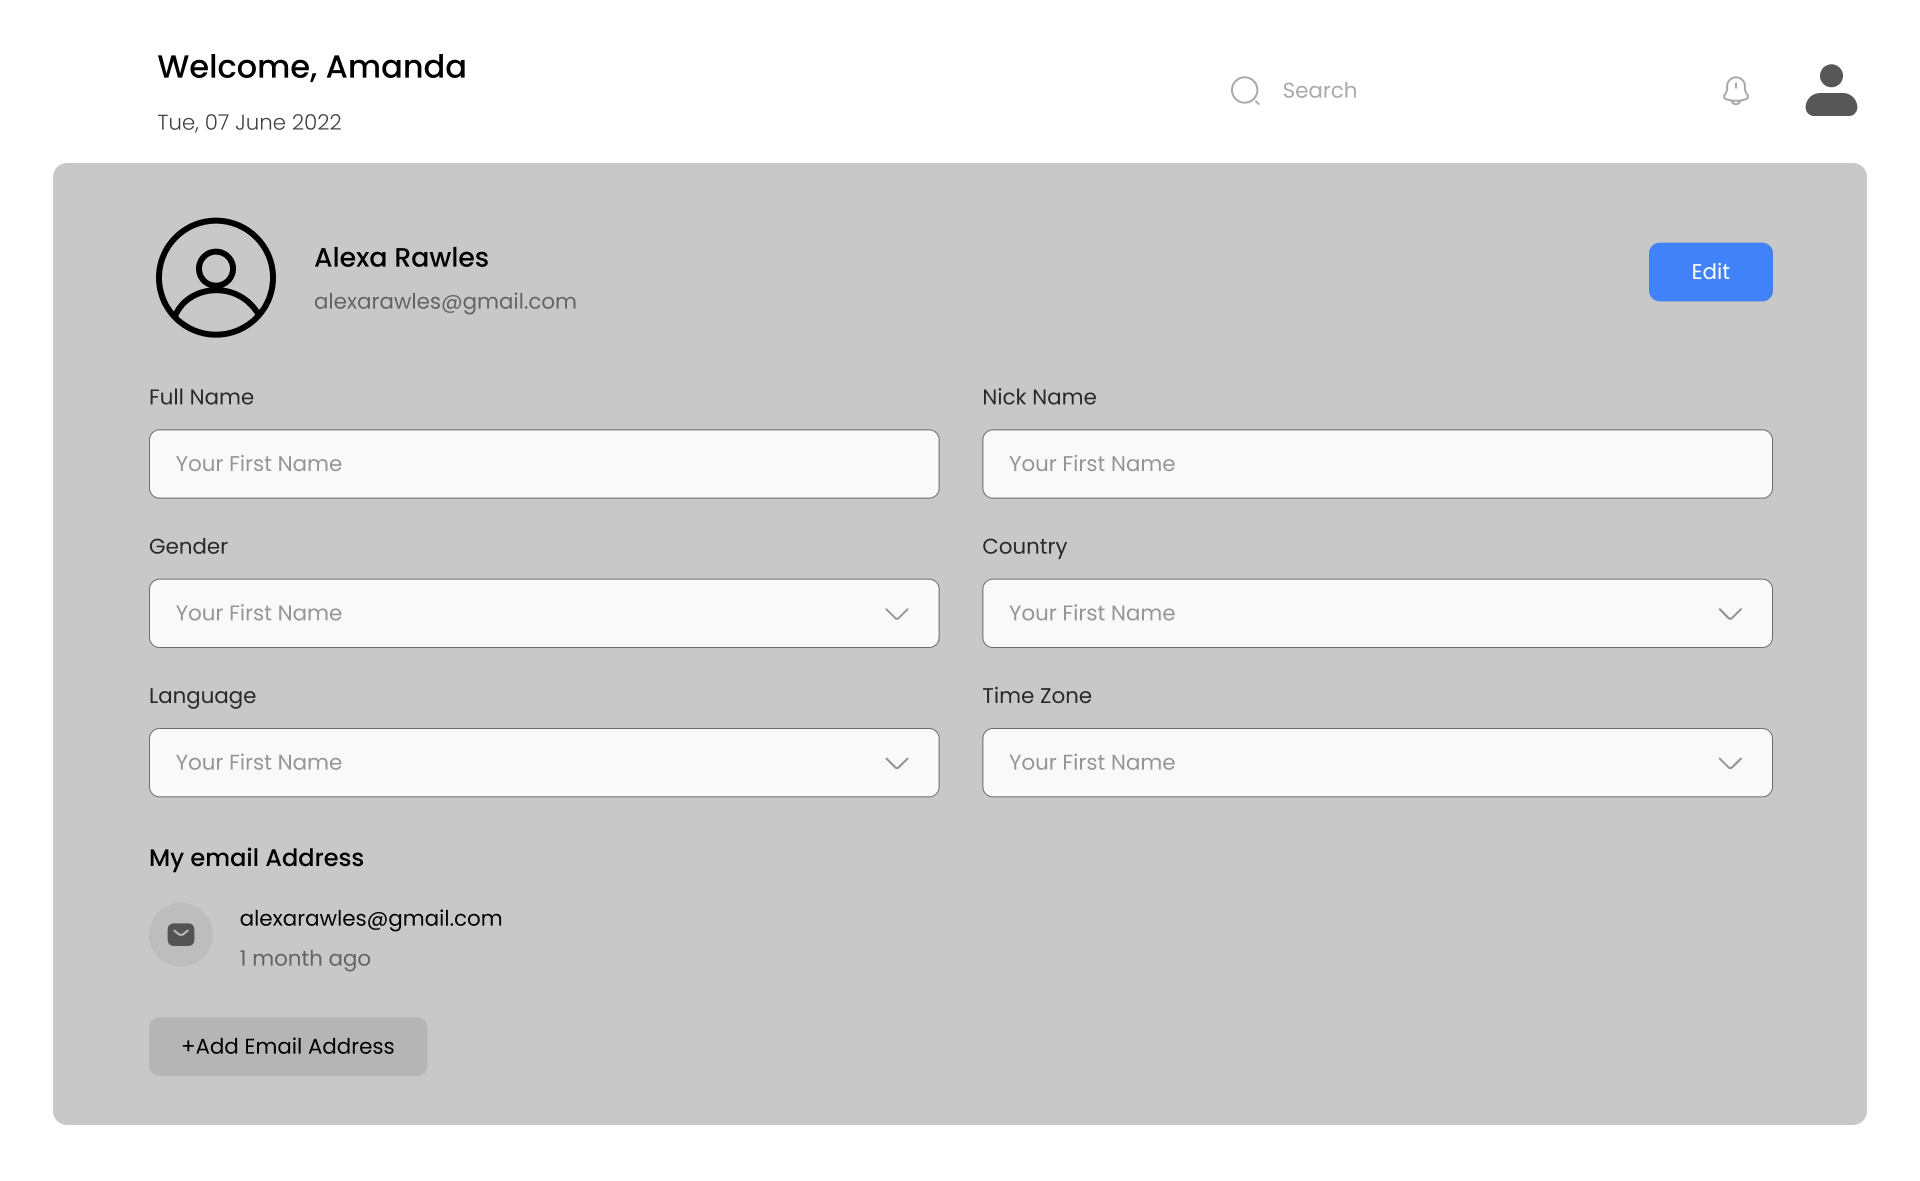 Welcome, Amanda
Tue, 07 June 2022
Search
Alexa Rawles
alexarawles@gmail.com
Edit
Full Name
Nick Name
Your First Name
Your First Name
Gender
Country
Your First Name
Your First Name
Language
Time Zone
Your First Name
Your First Name
My email Address
alexarawles@gmail.com
1 month ago
+Add Email Address